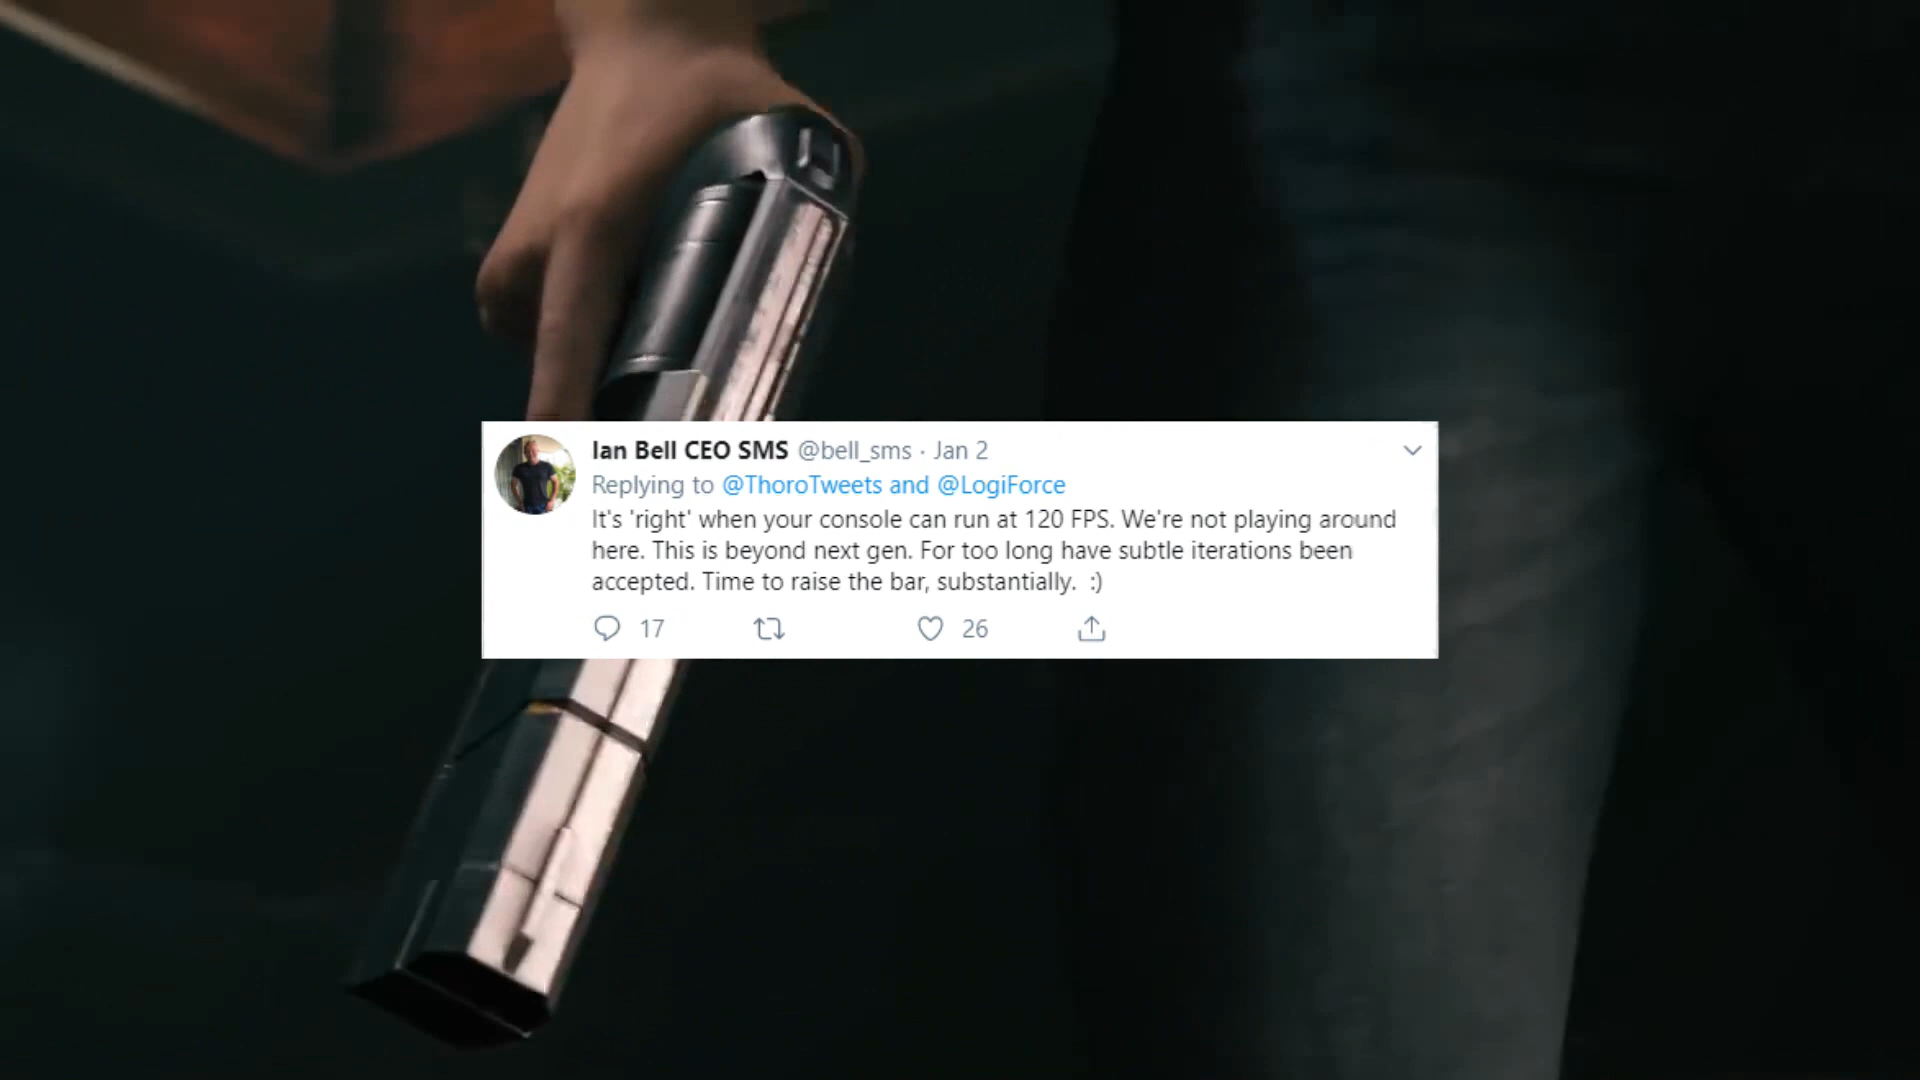 Ian Bell CEO SMS @bell_sms · Jan 2
Replying to @ThoroTweets and @LogiForce
It's 'right' when your console can run at 120 FPS. We're not playing around
here. This is beyond next gen. For too long have subtle iterations been
accepted. Time to raise the bar, substantially.  :)
17 26